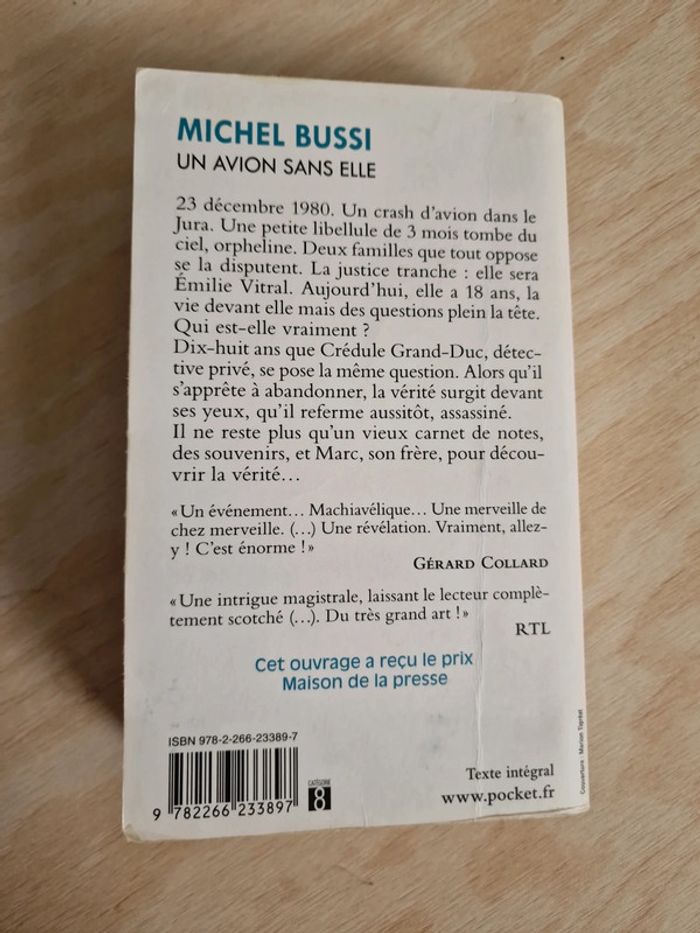 MICHEL BUSSI
UN AVION SANS ELLE
23 décembre 1980. Un crash d'avion dans le
Jura. Une petite libellule de 3 mois tombe du
ciel, orpheline. Deux familles que tout oppose
se la disputent. La justice tranche : elle sera
Émilie Vitral. Aujourd'hui, elle a 18 ans, la
vie devant elle mais des questions plein la tête.
Qui est-elle vraiment ?
Dix-huit ans que Crédule Grand-Duc, détec-
tive privé, se pose la même question. Alors qu'il
s'apprête à abandonner, la vérité surgit devant
ses yeux, qu'il referme aussitôt, assassiné.
Il ne reste plus qu'un vieux carnet de notes,
des souvenirs, et Marc, son frère, pour décou-
vrir la vérité…
« Un événement… Machiavélique… Une merveille de
chez merveille. (…) Une révélation. Vraiment, allez-
y ! C'est énorme !»
GÉRARD COLLARD
« Une intrigue magistrale, laissant le lecteur complè-
tement scotché (…). Du très grand art !»
RTL
Cet ouvrage a reçu le prix
Maison de la presse
ISBN 978-2-266-23389-7
9 782266 233897
CATÉGORIE
8
Texte intégral
www.pocket.fr
Couverture : Marion Tigréat